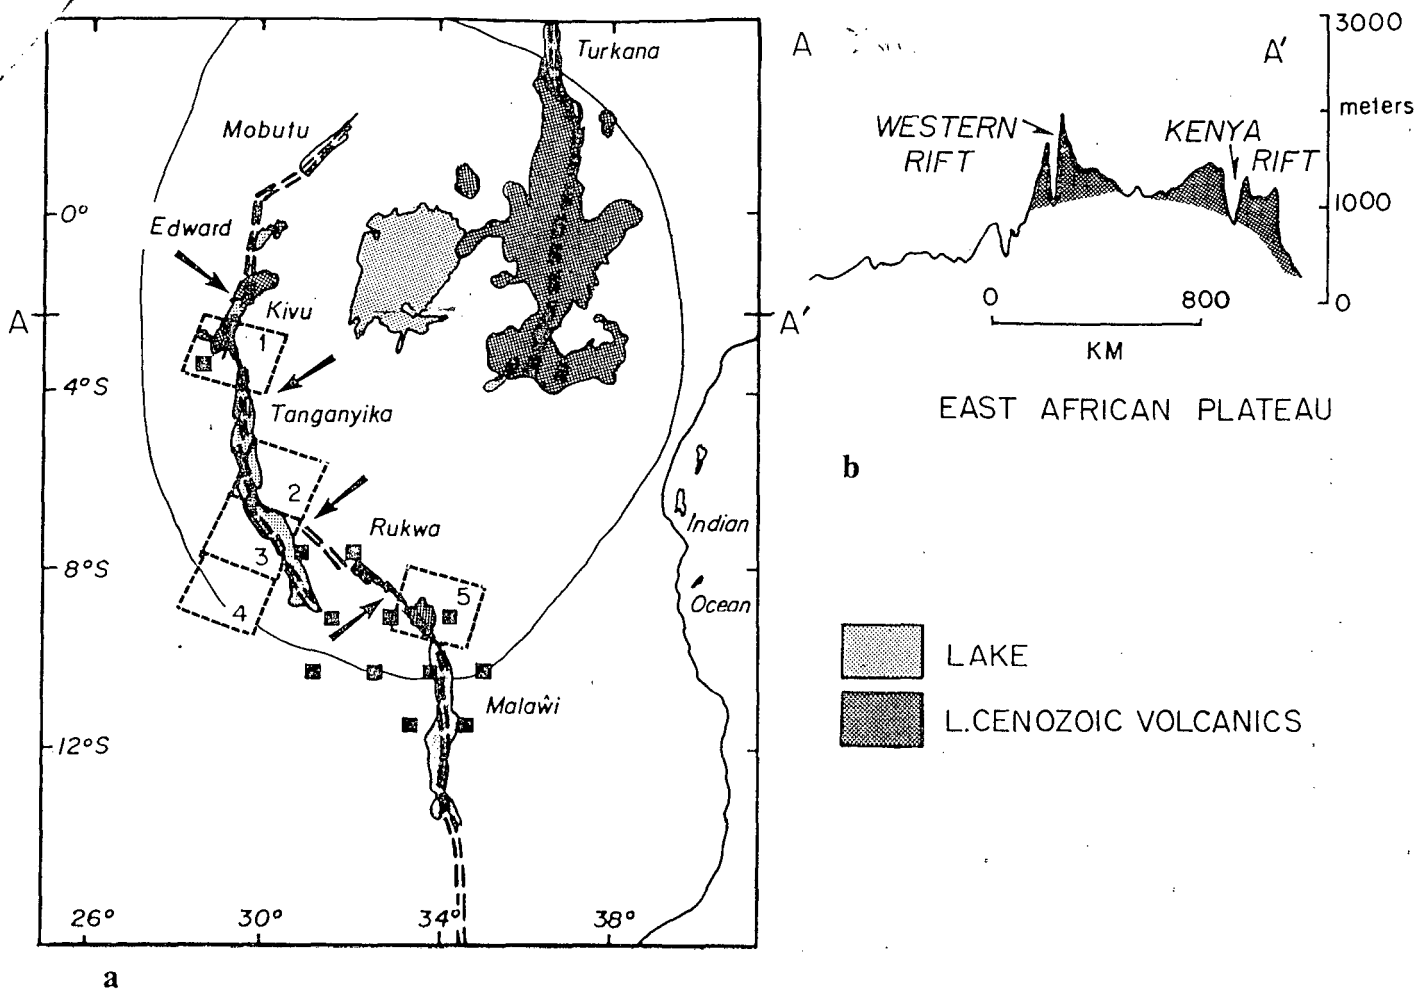 Turkana
Mobutu
0°
Edward
Kivu
A
A'
1
4°S
Tanganyika
2
Rukwa
Indian
3
8°S
5
4
Ocean
Malaŵi
12°S
26°
30°
34°
38°
a
A
A'
3000
meters
WESTERN
RIFT
KENYA
RIFT
1000
0
0
800
KM
EAST AFRICAN PLATEAU
b
LAKE
L.CENOZOIC VOLCANICS